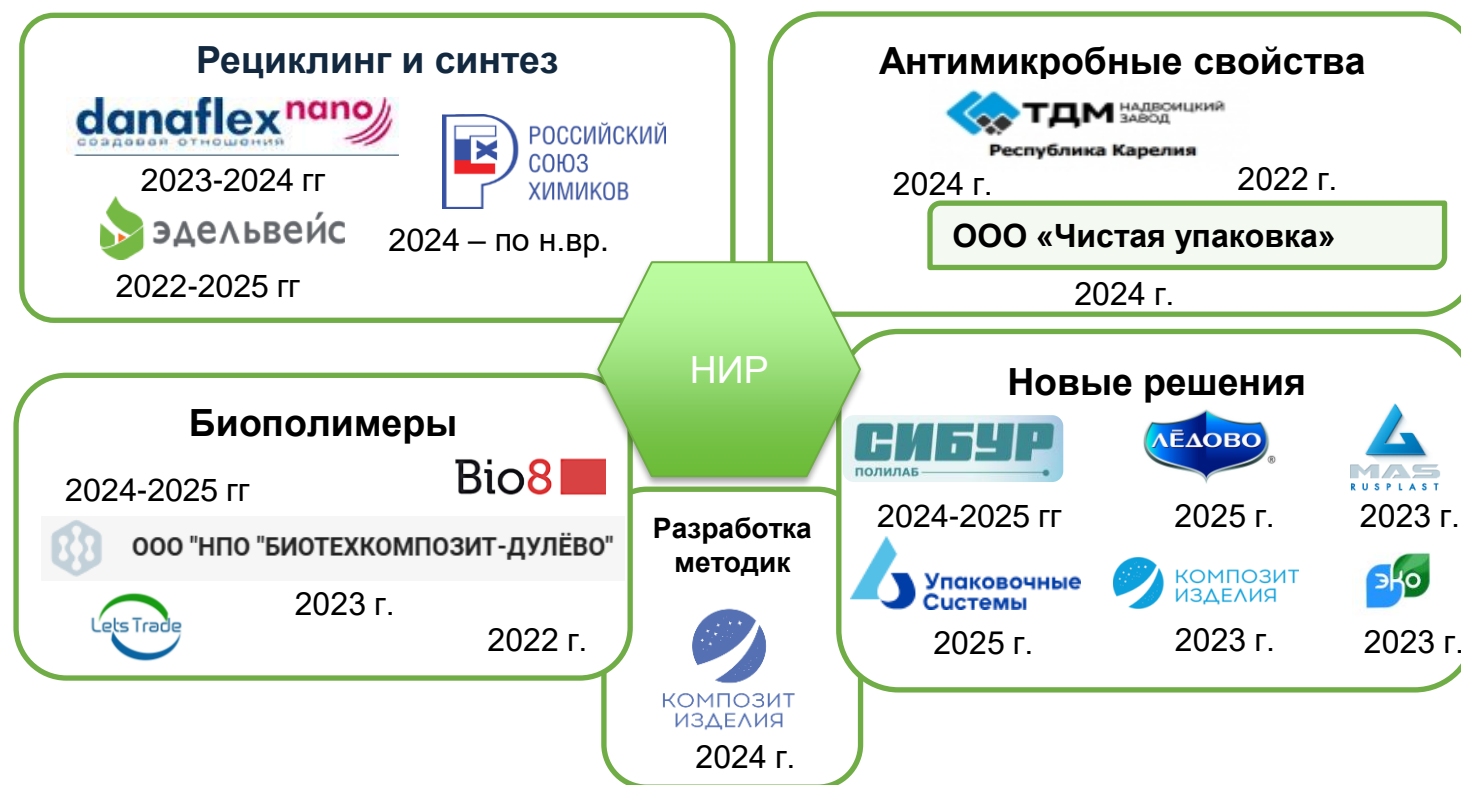 Рециклинг и синтез
danaflex nano
создавая отношения
2023-2024 гг
РОССИЙСКИЙ
СОЮЗ
ХИМИКОВ
эдельвейс
2024 – по н.вр.
2022-2025 гг
Антимикробные свойства
ТДМ НАДВОИЦКИЙ
ЗАВОД
Республика Карелия
2024 г.
2022 г.
ООО «Чистая упаковка»
2024 г.
НИР
Биополимеры
2024-2025 гг
Bio8
ООО "НПО "БИОТЕХКОМПОЗИТ-ДУЛЁВО"
2023 г.
Lets Trade
2022 г.
Разработка
методик
КОМПОЗИТ
ИЗДЕЛИЯ
2024 г.
Новые решения
СИБУР
ПОЛИЛАБ
ЛЁДОВО
®
MAS
RUSPLAST
2024-2025 гг
2025 г.
2023 г.
Упаковочные
Системы
КОМПОЗИТ
ИЗДЕЛИЯ
эко
2025 г.
2023 г.
2023 г.